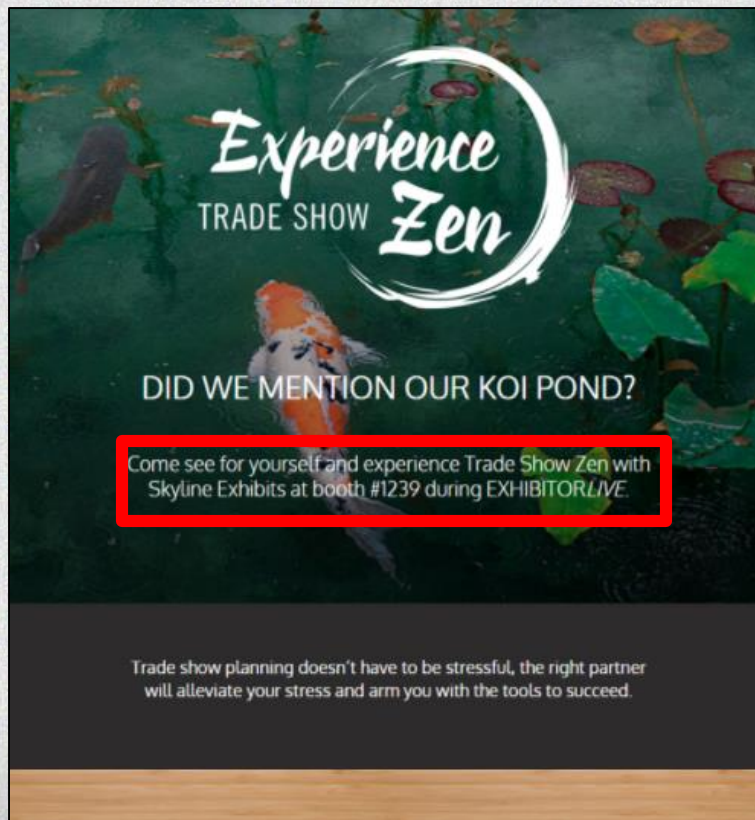 Experience
TRADE SHOW Zen
DID WE MENTION OUR KOI POND?
Come see for yourself and experience Trade Show Zen with
Skyline Exhibits at booth #1239 during EXHIBITORLIVE.
Trade show planning doesn't have to be stressful, the right partner
will alleviate your stress and arm you with the tools to succeed.